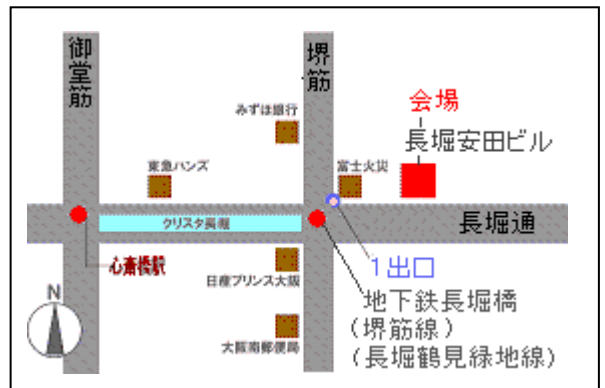 御堂筋
堺筋
みずほ銀行
会場
長堀安田ビル
東急ハンズ
富士火災
クリスタ長堀
長堀通
心斎橋駅
1出口
日産プリンス大阪
地下鉄長堀橋
(堺筋線)
(長堀鶴見緑地線)
N
大阪南郵便局